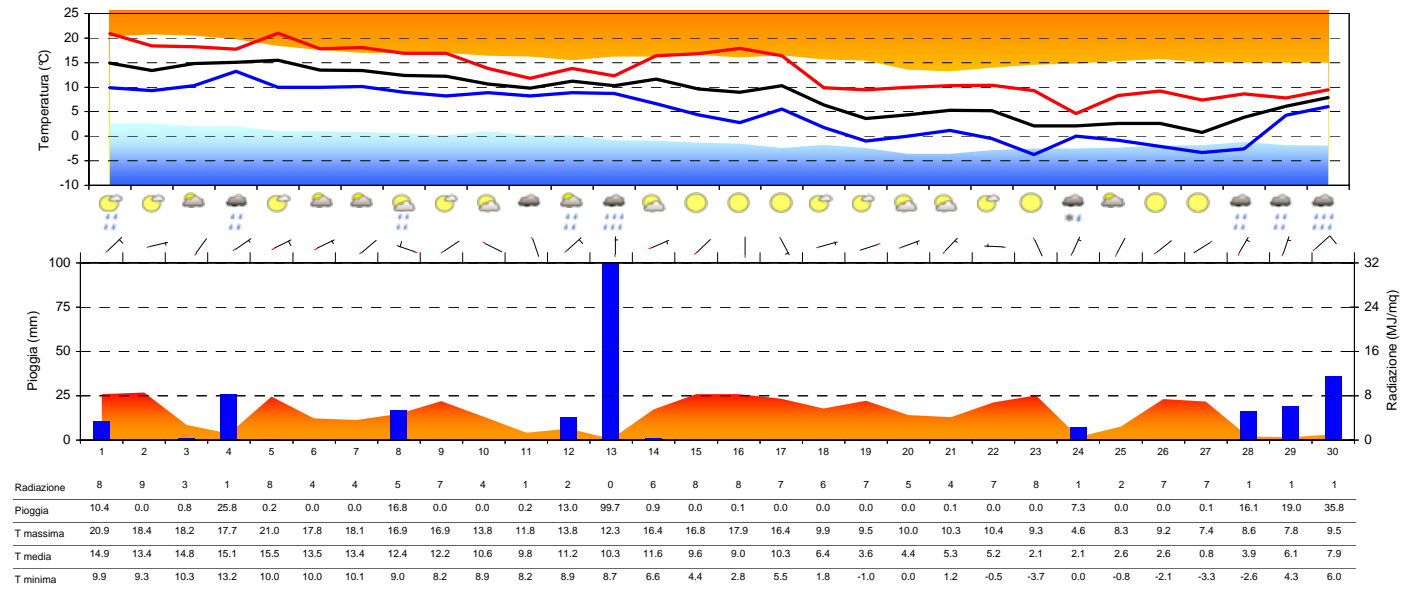 25
20
15
10
5
0
-5
-10
Temperatura (°C)
100
75
50
25
0
Pioggia (mm)
32
24
16
8
0
Radiazione (MJ/mq)
1 2 3 4 5 6 7 8 9 10 11 12 13 14 15 16 17 18 19 20 21 22 23 24 25 26 27 28 29 30
Radiazione 8 9 3 1 8 4 4 5 7 4 1 2 0 6 8 8 7 6 7 5 4 7 8 1 2 7 7 1 1 1
Pioggia 10.4 0.0 0.8 25.8 0.2 0.0 0.0 16.8 0.0 0.0 0.2 13.0 99.7 0.9 0.0 0.1 0.0 0.0 0.0 0.0 0.1 0.0 0.0 7.3 0.0 0.0 0.1 16.1 19.0 35.8
T massima 20.9 18.4 18.2 17.7 21.0 17.8 18.1 16.9 16.9 13.8 11.8 13.8 12.3 16.4 16.8 17.9 16.4 9.9 9.5 10.0 10.3 10.4 9.3 4.6 8.3 9.2 7.4 8.6 7.8 9.5
T media 14.9 13.4 14.8 15.1 15.5 13.5 13.4 12.4 12.2 10.6 9.8 11.2 10.3 11.6 9.6 9.0 10.3 6.4 3.6 4.4 5.3 5.2 2.1 2.1 2.6 2.6 0.8 3.9 6.1 7.9
T minima 9.9 9.3 10.3 13.2 10.0 10.0 10.1 9.0 8.2 8.9 8.2 8.9 8.7 6.6 4.4 2.8 5.5 1.8 -1.0 0.0 1.2 -0.5 -3.7 0.0 -0.8 -2.1 -3.3 -2.6 4.3 6.0